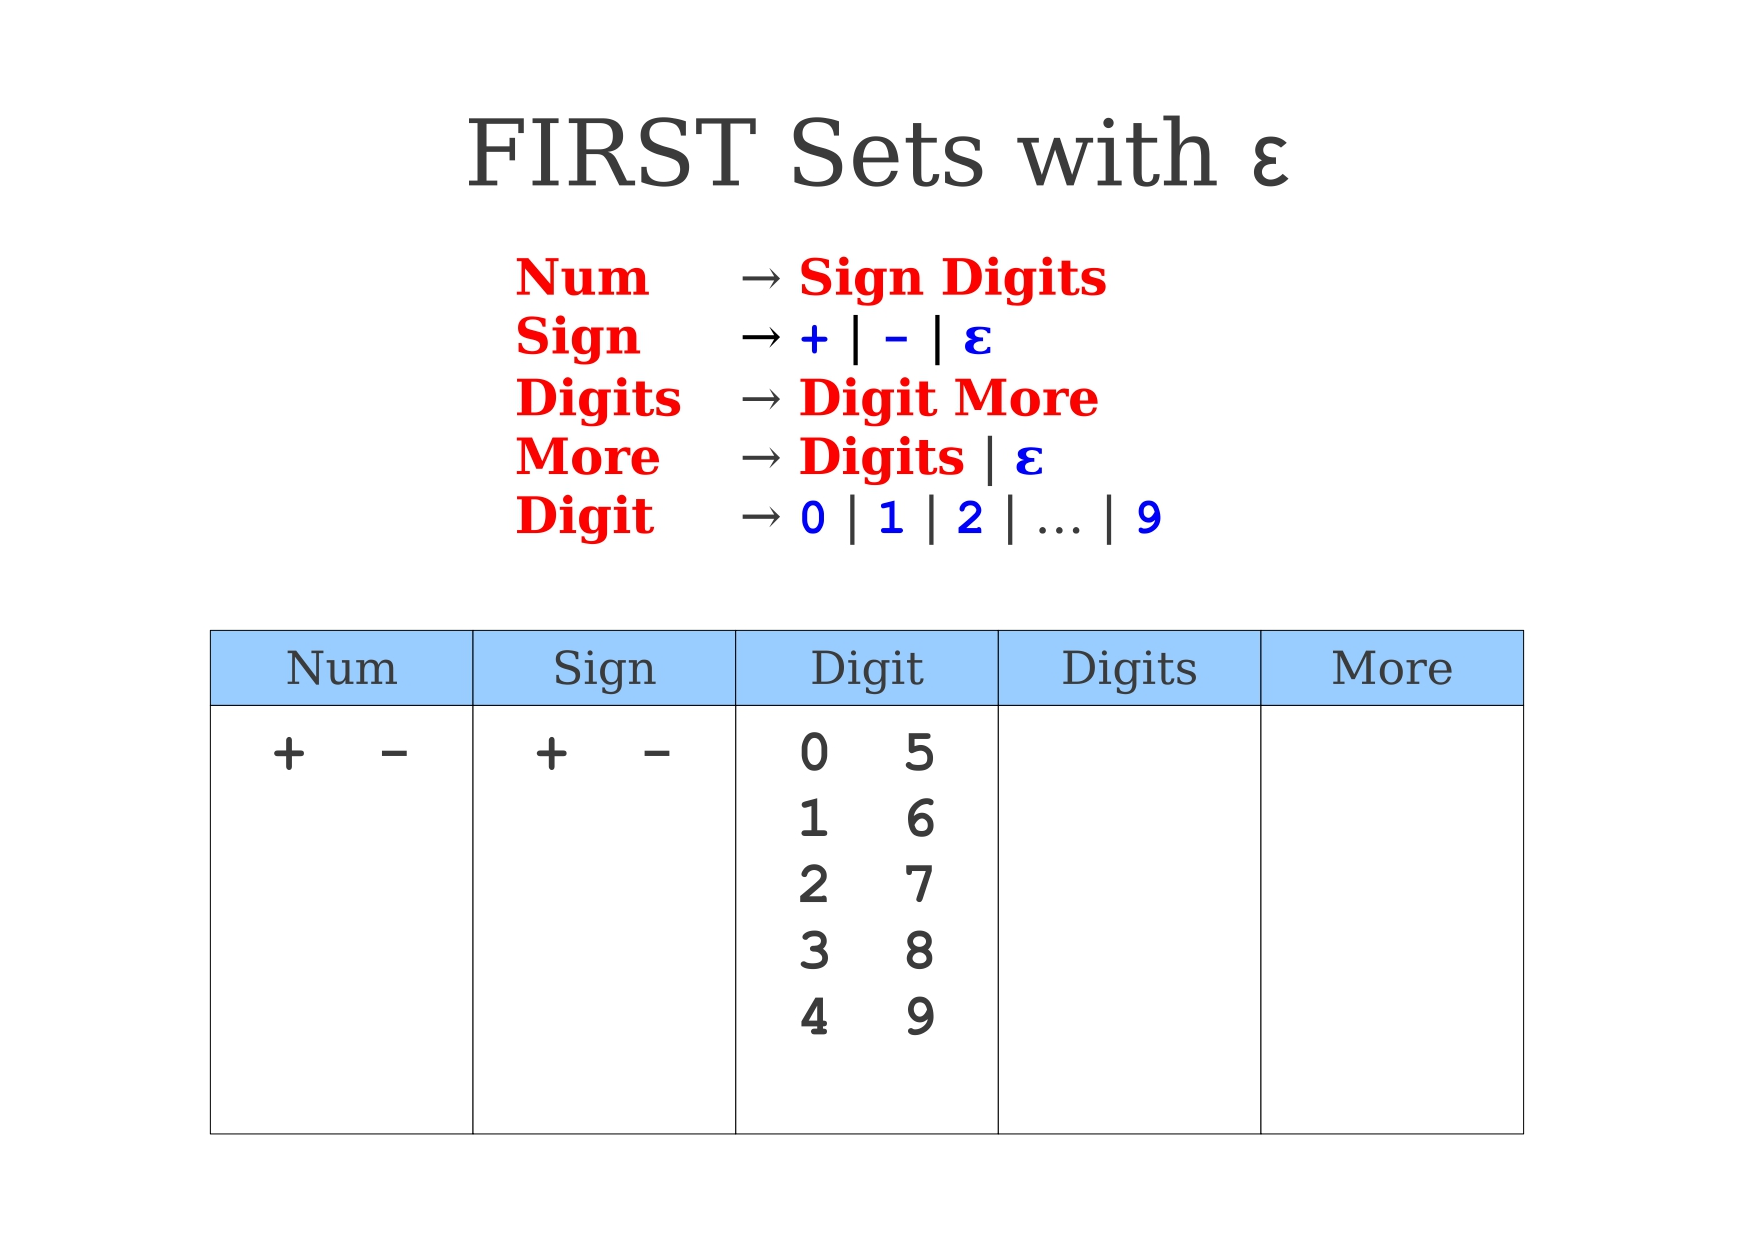 FIRST Sets with ε
Num → Sign Digits
Sign → + | - | ε
Digits → Digit More
More → Digits | ε
Digit → 0 | 1 | 2 | ... | 9
Num Sign Digit Digits More
+ - + - 0 5
1 6
2 7
3 8
4 9